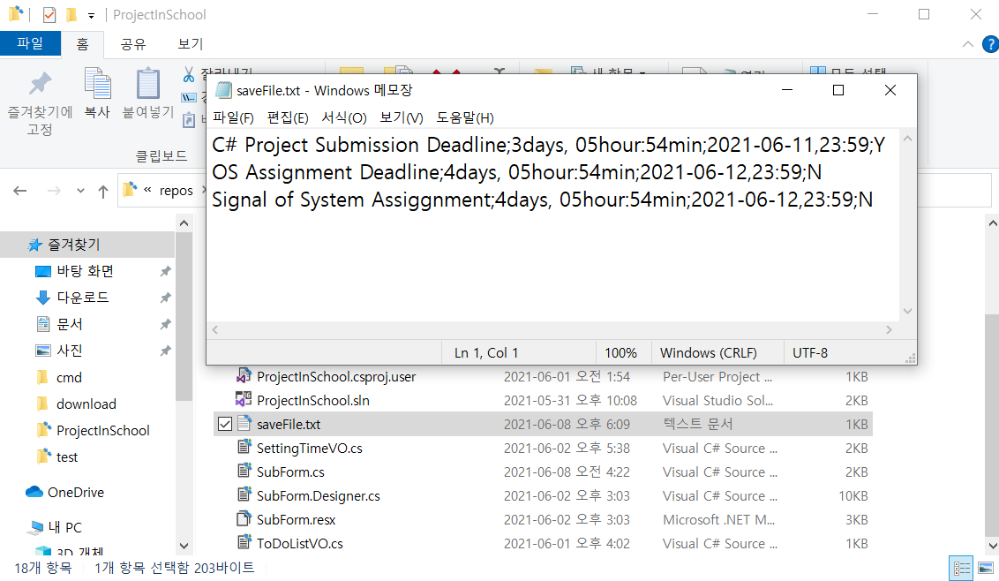 ProjectInSchool
파일
홈
공유
보기
즐겨찾기에
고정
복사
붙여넣기
클립보드
saveFile.txt - Windows 메모장
파일(F) 편집(E) 서식(O) 보기(V) 도움말(H)
C# Project Submission Deadline;3days, 05hour:54min;2021-06-11,23:59;Y
OS Assignment Deadline;4days, 05hour:54min;2021-06-12,23:59;N
Signal of System Assiggnment;4days, 05hour:54min;2021-06-12,23:59;N
Ln 1, Col 1 100% Windows (CRLF) UTF-8
« repos
즐겨찾기
바탕 화면
다운로드
문서
사진
cmd
download
ProjectInSchool
test
OneDrive
내 PC
3D 개체
ProjectInSchool.csproj.user 2021-06-01 오전 1:54 Per-User Project ... 1KB
ProjectInSchool.sln 2021-05-31 오후 10:08 Visual Studio Sol... 2KB
saveFile.txt 2021-06-08 오후 6:09 텍스트 문서 1KB
SettingTimeVO.cs 2021-06-02 오후 5:38 Visual C# Source ... 2KB
SubForm.cs 2021-06-08 오전 4:22 Visual C# Source ... 2KB
SubForm.Designer.cs 2021-06-02 오후 3:03 Visual C# Source ... 10KB
SubForm.resx 2021-06-02 오후 3:03 Microsoft .NET M... 3KB
ToDoListVO.cs 2021-06-01 오후 4:02 Visual C# Source ... 1KB
18개 항목 1개 항목 선택함 203바이트